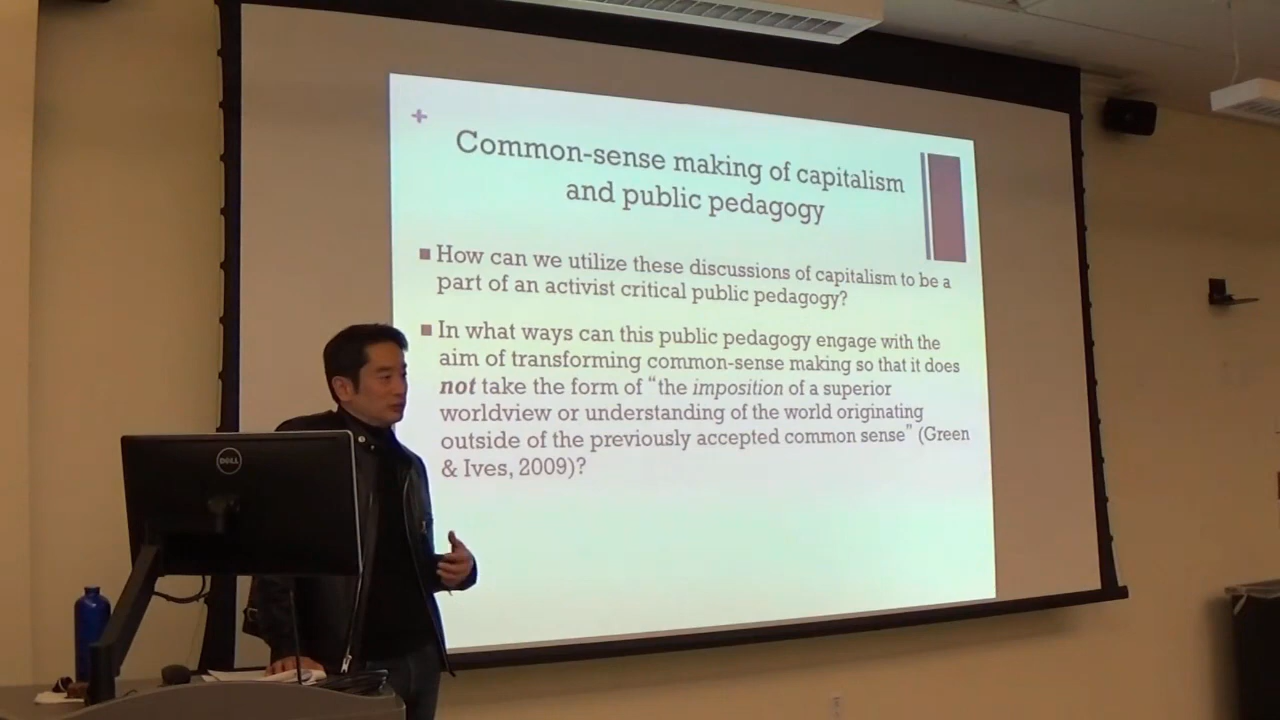 +
Common-sense making of capitalism
and public pedagogy
■ How can we utilize these discussions of capitalism to be a
part of an activist critical public pedagogy?
■ In what ways can this public pedagogy engage with the
aim of transforming common-sense making so that it does
not take the form of “the imposition of a superior
worldview or understanding of the world originating
outside of the previously accepted common sense” (Green
& Ives, 2009)?
DELL